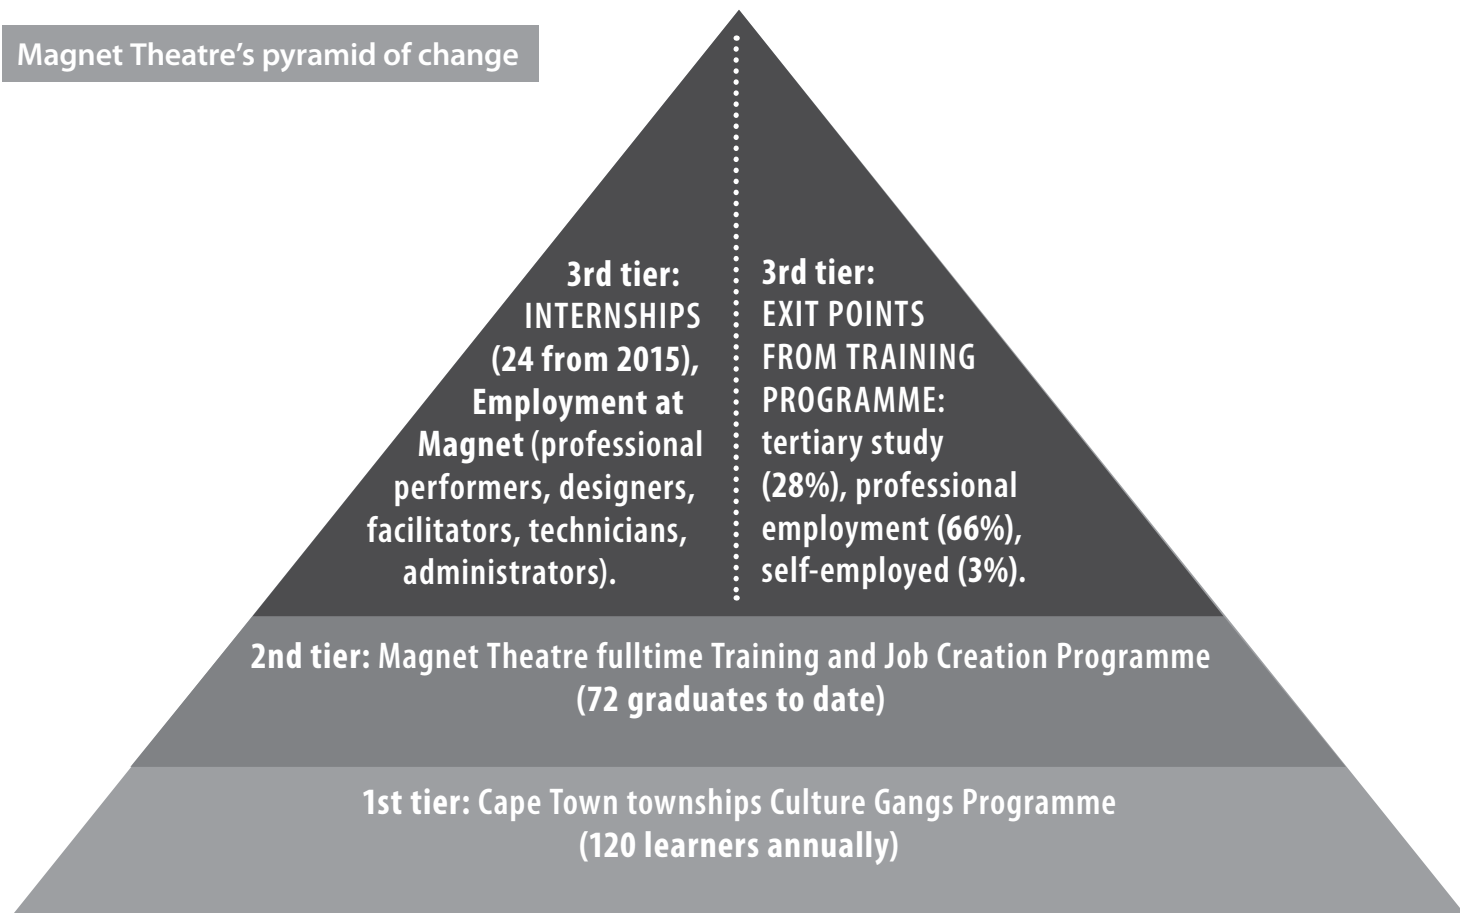 Magnet Theatre’s pyramid of change
3rd tier:
INTERNSHIPS
(24 from 2015),
Employment at
Magnet (professional
performers, designers,
facilitators, technicians,
administrators).
3rd tier:
EXIT POINTS
FROM TRAINING
PROGRAMME:
tertiary study
(28%), professional
employment (66%),
self-employed (3%).
2nd tier: Magnet Theatre fulltime Training and Job Creation Programme
(72 graduates to date)
1st tier: Cape Town townships Culture Gangs Programme
(120 learners annually)